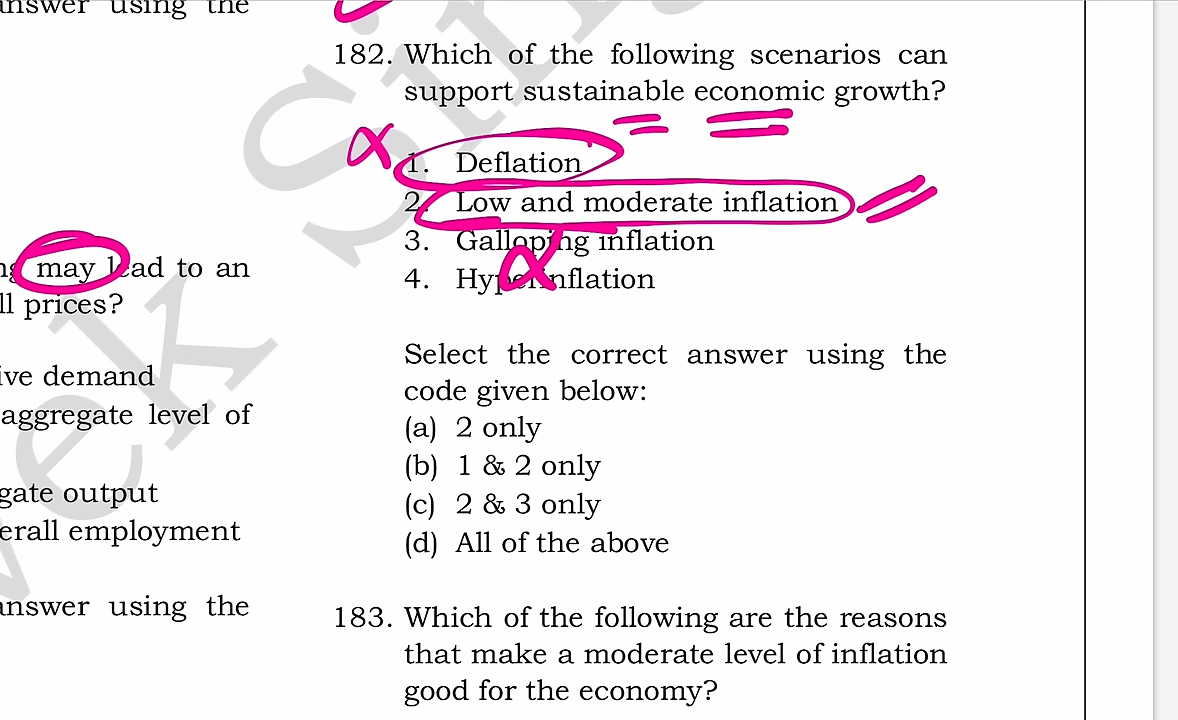 answer using the
may lead to an
ll prices?
ive demand
aggregate level of
gate output
erall employment
answer using the
182. Which of the following scenarios can
support sustainable economic growth?
1. Deflation
2. Low and moderate inflation
3. Galloping inflation
4. Hyperinflation
Select the correct answer using the
code given below:
(a) 2 only
(b) 1 & 2 only
(c) 2 & 3 only
(d) All of the above
183. Which of the following are the reasons
that make a moderate level of inflation
good for the economy?